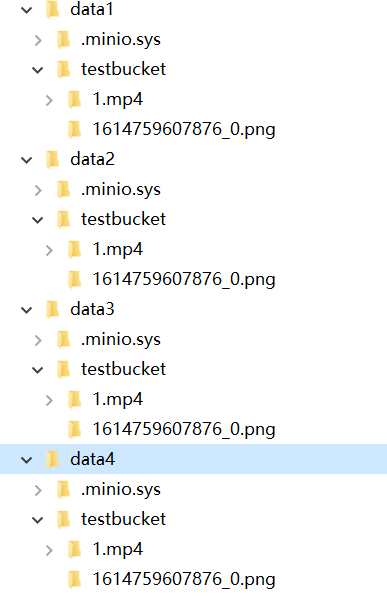 data1
.minio.sys
testbucket
1.mp4
1614759607876_0.png
data2
.minio.sys
testbucket
1.mp4
1614759607876_0.png
data3
.minio.sys
testbucket
1.mp4
1614759607876_0.png
data4
.minio.sys
testbucket
1.mp4
1614759607876_0.png